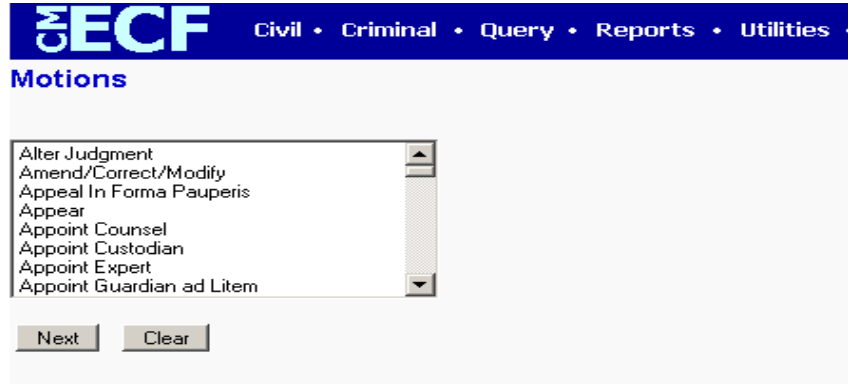 CM ECF Civil • Criminal • Query • Reports • Utilities •
Motions
Alter Judgment
Amend/Correct/Modify
Appeal In Forma Pauperis
Appear
Appoint Counsel
Appoint Custodian
Appoint Expert
Appoint Guardian ad Litem
Next Clear